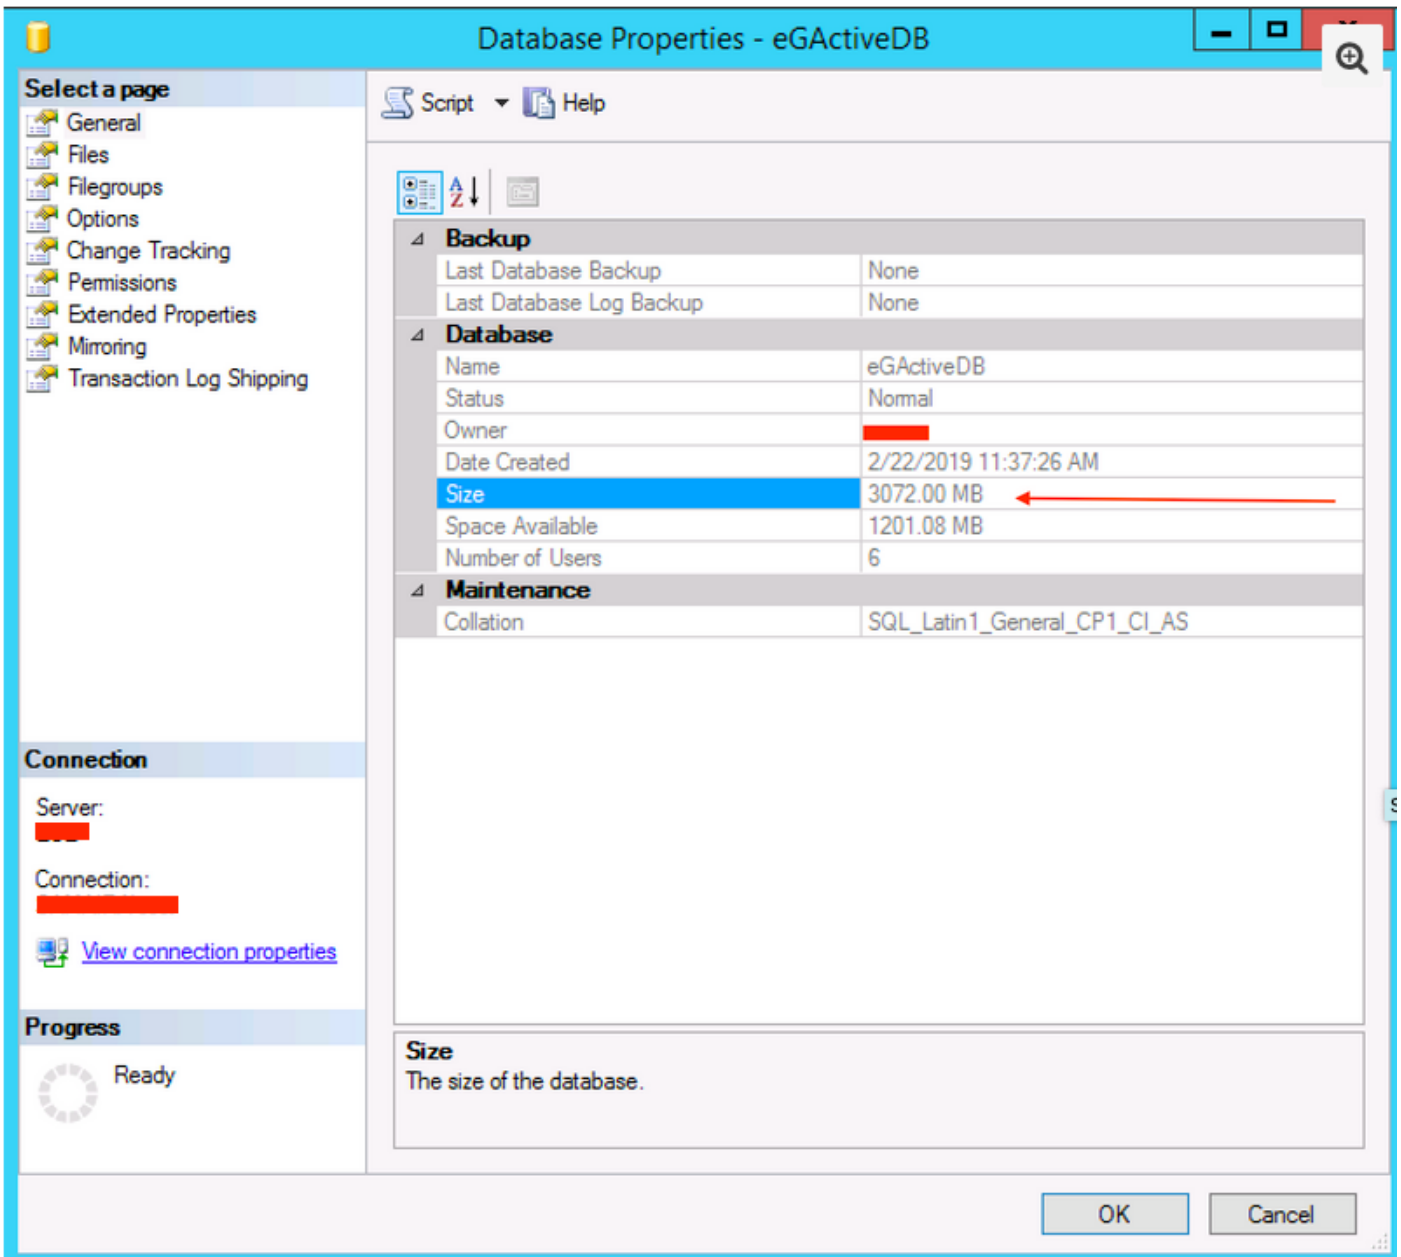 Database Properties - eGActiveDB
Select a page
General
Files
Filegroups
Options
Change Tracking
Permissions
Extended Properties
Mirroring
Transaction Log Shipping
Script Help
Backup
Last Database Backup None
Last Database Log Backup None
Database
Name eGActiveDB
Status Normal
Owner
Date Created 2/22/2019 11:37:26 AM
Size 3072.00 MB
Space Available 1201.08 MB
Number of Users 6
Maintenance
Collation SQL_Latin1_General_CP1_CI_AS
Connection
Server:
Connection:
View connection properties
Progress
Ready
Size
The size of the database.
OK Cancel